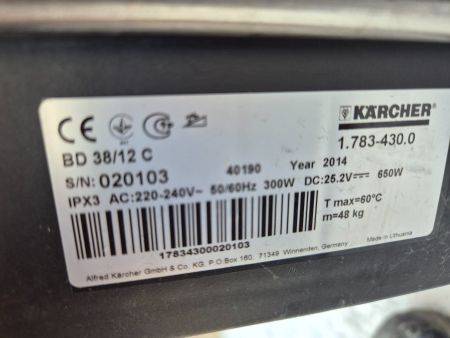 KÄRCHER
CE
BD 38/12 C
1.783-430.0
S/N: 020103
40190
Year 2014
IPX3 AC:220-240V~ 50/60Hz 300W DC:25.2V⎓ 650W
T max=60°C
m=48 kg
17834300020103
Made in Lithuania
Alfred Kärcher GmbH & Co. KG, P.O Box 160, 71349 Winnenden, Germany